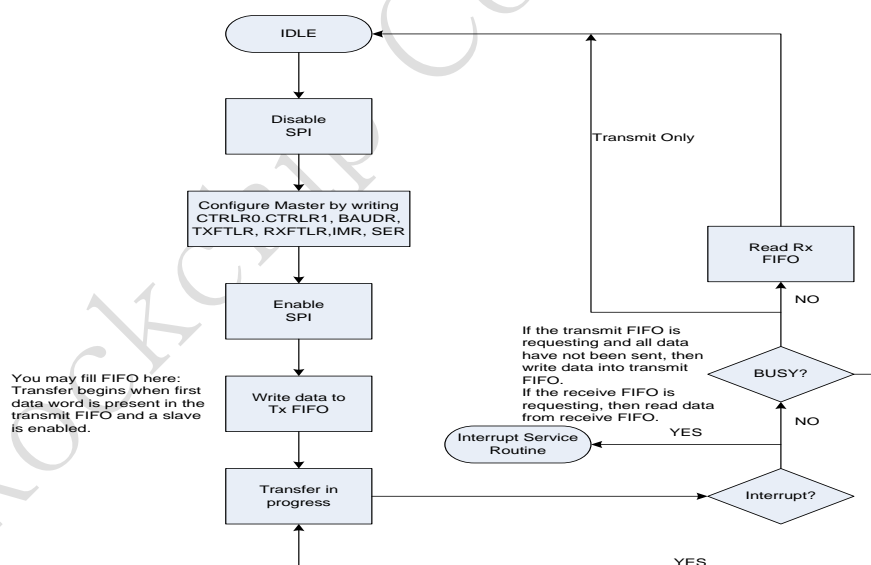 IDLE
Disable
SPI
Transmit Only
Configure Master by writing
CTRLR0.CTRLR1, BAUDR,
TXFTLR, RXFTLR,IMR, SER
Read Rx
FIFO
Enable
SPI
NO
If the transmit FIFO is
requesting and all data
have not been sent, then
write data into transmit
FIFO.
If the receive FIFO is
requesting, then read data
from receive FIFO.
BUSY?
You may fill FIFO here:
Transfer begins when first
data word is present in the
transmit FIFO and a slave
is enabled.
Write data to
Tx FIFO
NO
YES
Interrupt Service
Routine
Transfer in
progress
Interrupt?
YES